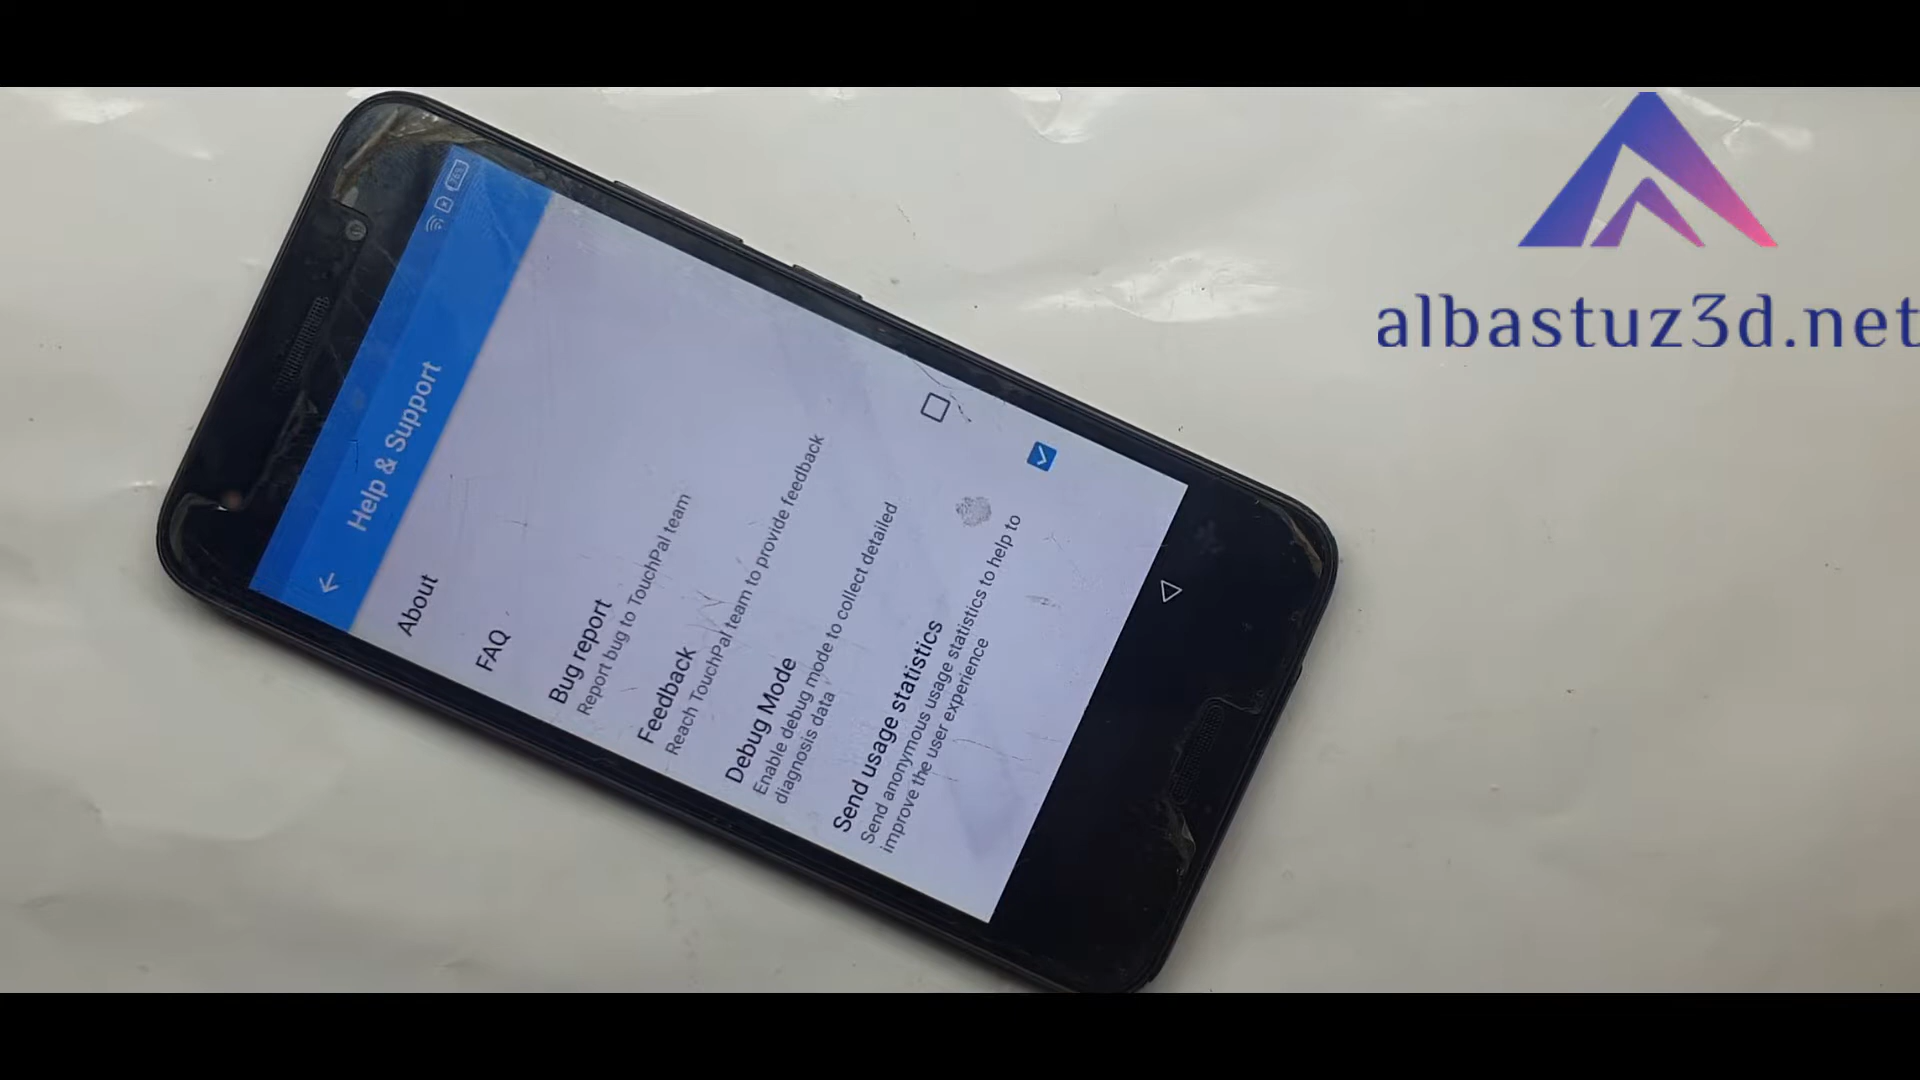 Help & Support
About
FAQ
Bug report
Report bug to TouchPal team
Feedback
Reach TouchPal team to provide feedback
Debug Mode
Enable debug mode to collect detailed
diagnosis data
Send usage statistics
Send anonymous usage statistics to help to
improve the user experience
albastuz3d.net